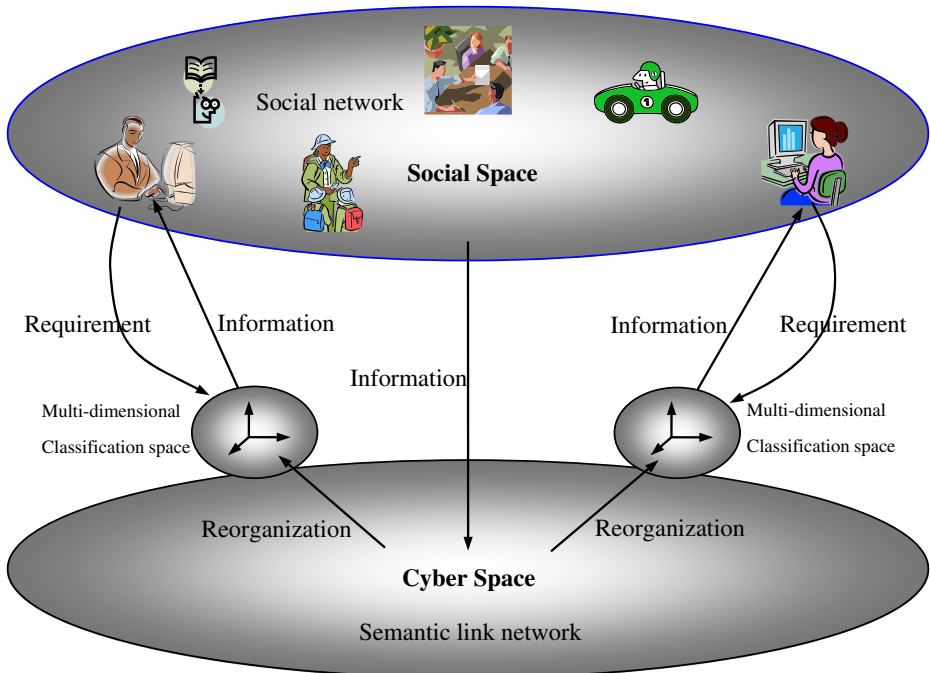 Social network
1
Social Space
Requirement
Information
Information
Requirement
Information
Multi-dimensional
Classification space
Multi-dimensional
Classification space
Reorganization
Reorganization
Cyber Space
Semantic link network